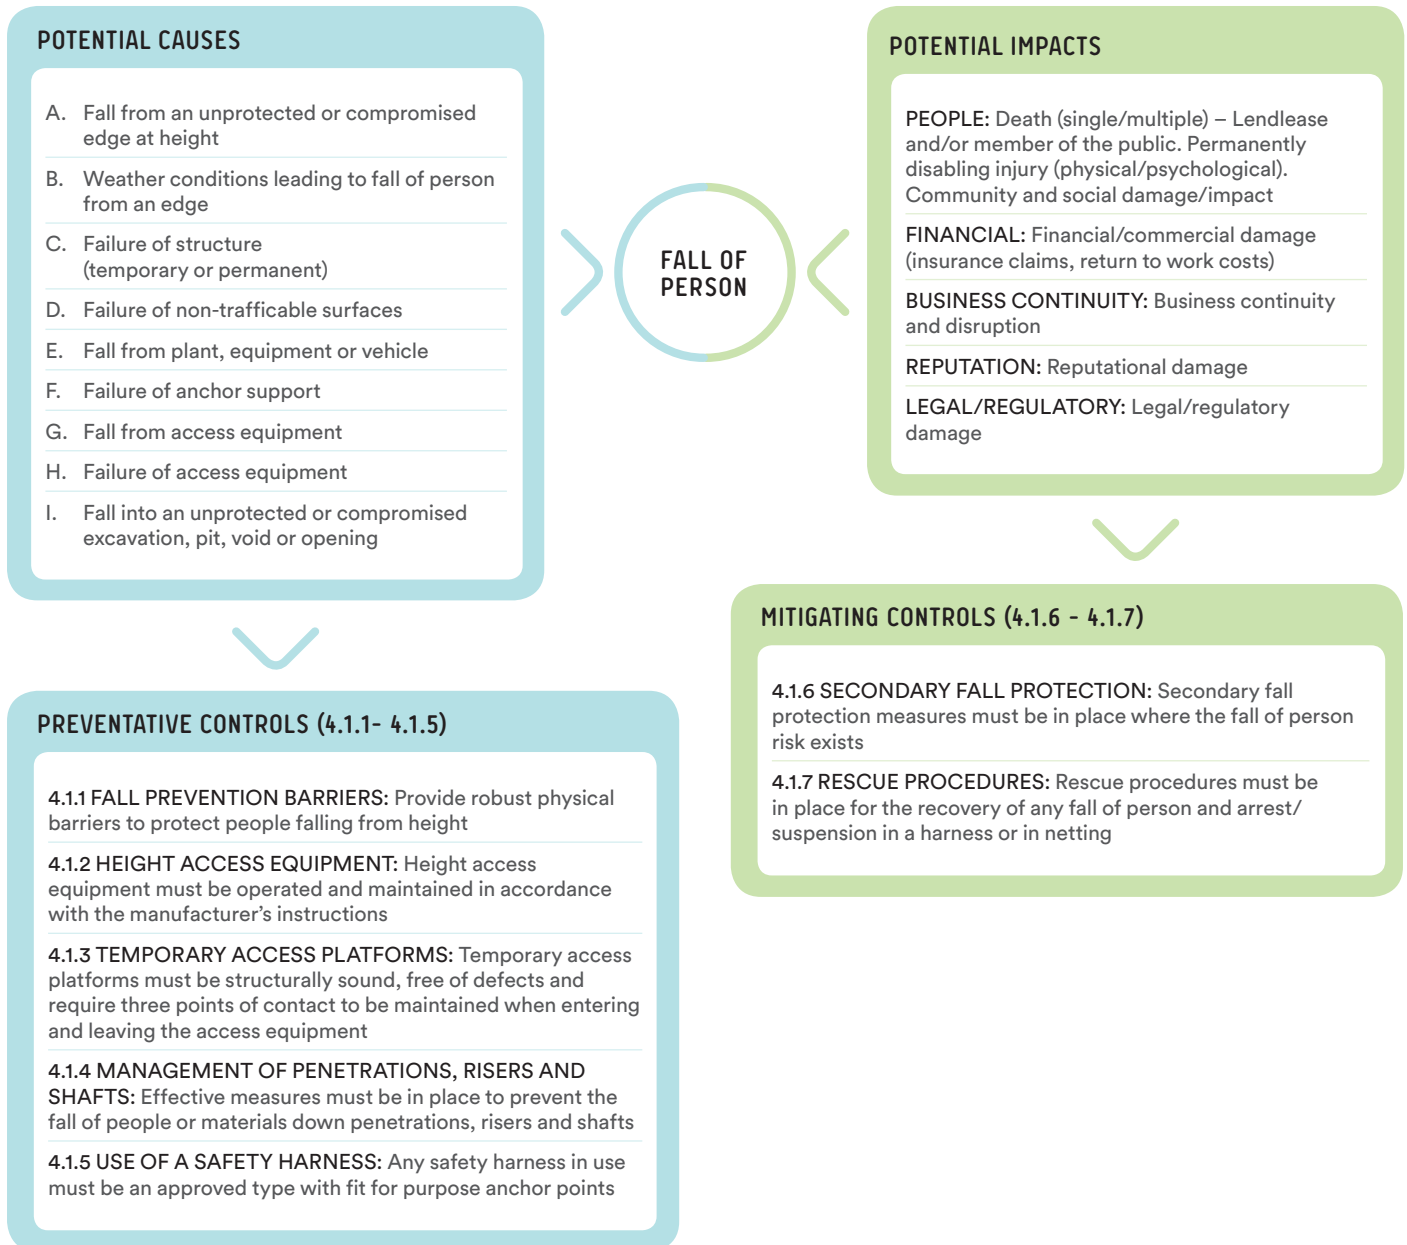 POTENTIAL CAUSES
A. Fall from an unprotected or compromised
edge at height
B. Weather conditions leading to fall of person
from an edge
C. Failure of structure
(temporary or permanent)
D. Failure of non-trafficable surfaces
E. Fall from plant, equipment or vehicle
F. Failure of anchor support
G. Fall from access equipment
H. Failure of access equipment
I. Fall into an unprotected or compromised
excavation, pit, void or opening
FALL OF
PERSON
POTENTIAL IMPACTS
PEOPLE: Death (single/multiple) – Lendlease
and/or member of the public. Permanently
disabling injury (physical/psychological).
Community and social damage/impact
FINANCIAL: Financial/commercial damage
(insurance claims, return to work costs)
BUSINESS CONTINUITY: Business continuity
and disruption
REPUTATION: Reputational damage
LEGAL/REGULATORY: Legal/regulatory
damage
PREVENTATIVE CONTROLS (4.1.1- 4.1.5)
4.1.1 FALL PREVENTION BARRIERS: Provide robust physical
barriers to protect people falling from height
4.1.2 HEIGHT ACCESS EQUIPMENT: Height access
equipment must be operated and maintained in accordance
with the manufacturer’s instructions
4.1.3 TEMPORARY ACCESS PLATFORMS: Temporary access
platforms must be structurally sound, free of defects and
require three points of contact to be maintained when entering
and leaving the access equipment
4.1.4 MANAGEMENT OF PENETRATIONS, RISERS AND
SHAFTS: Effective measures must be in place to prevent the
fall of people or materials down penetrations, risers and shafts
4.1.5 USE OF A SAFETY HARNESS: Any safety harness in use
must be an approved type with fit for purpose anchor points
MITIGATING CONTROLS (4.1.6 - 4.1.7)
4.1.6 SECONDARY FALL PROTECTION: Secondary fall
protection measures must be in place where the fall of person
risk exists
4.1.7 RESCUE PROCEDURES: Rescue procedures must be
in place for the recovery of any fall of person and arrest/
suspension in a harness or in netting